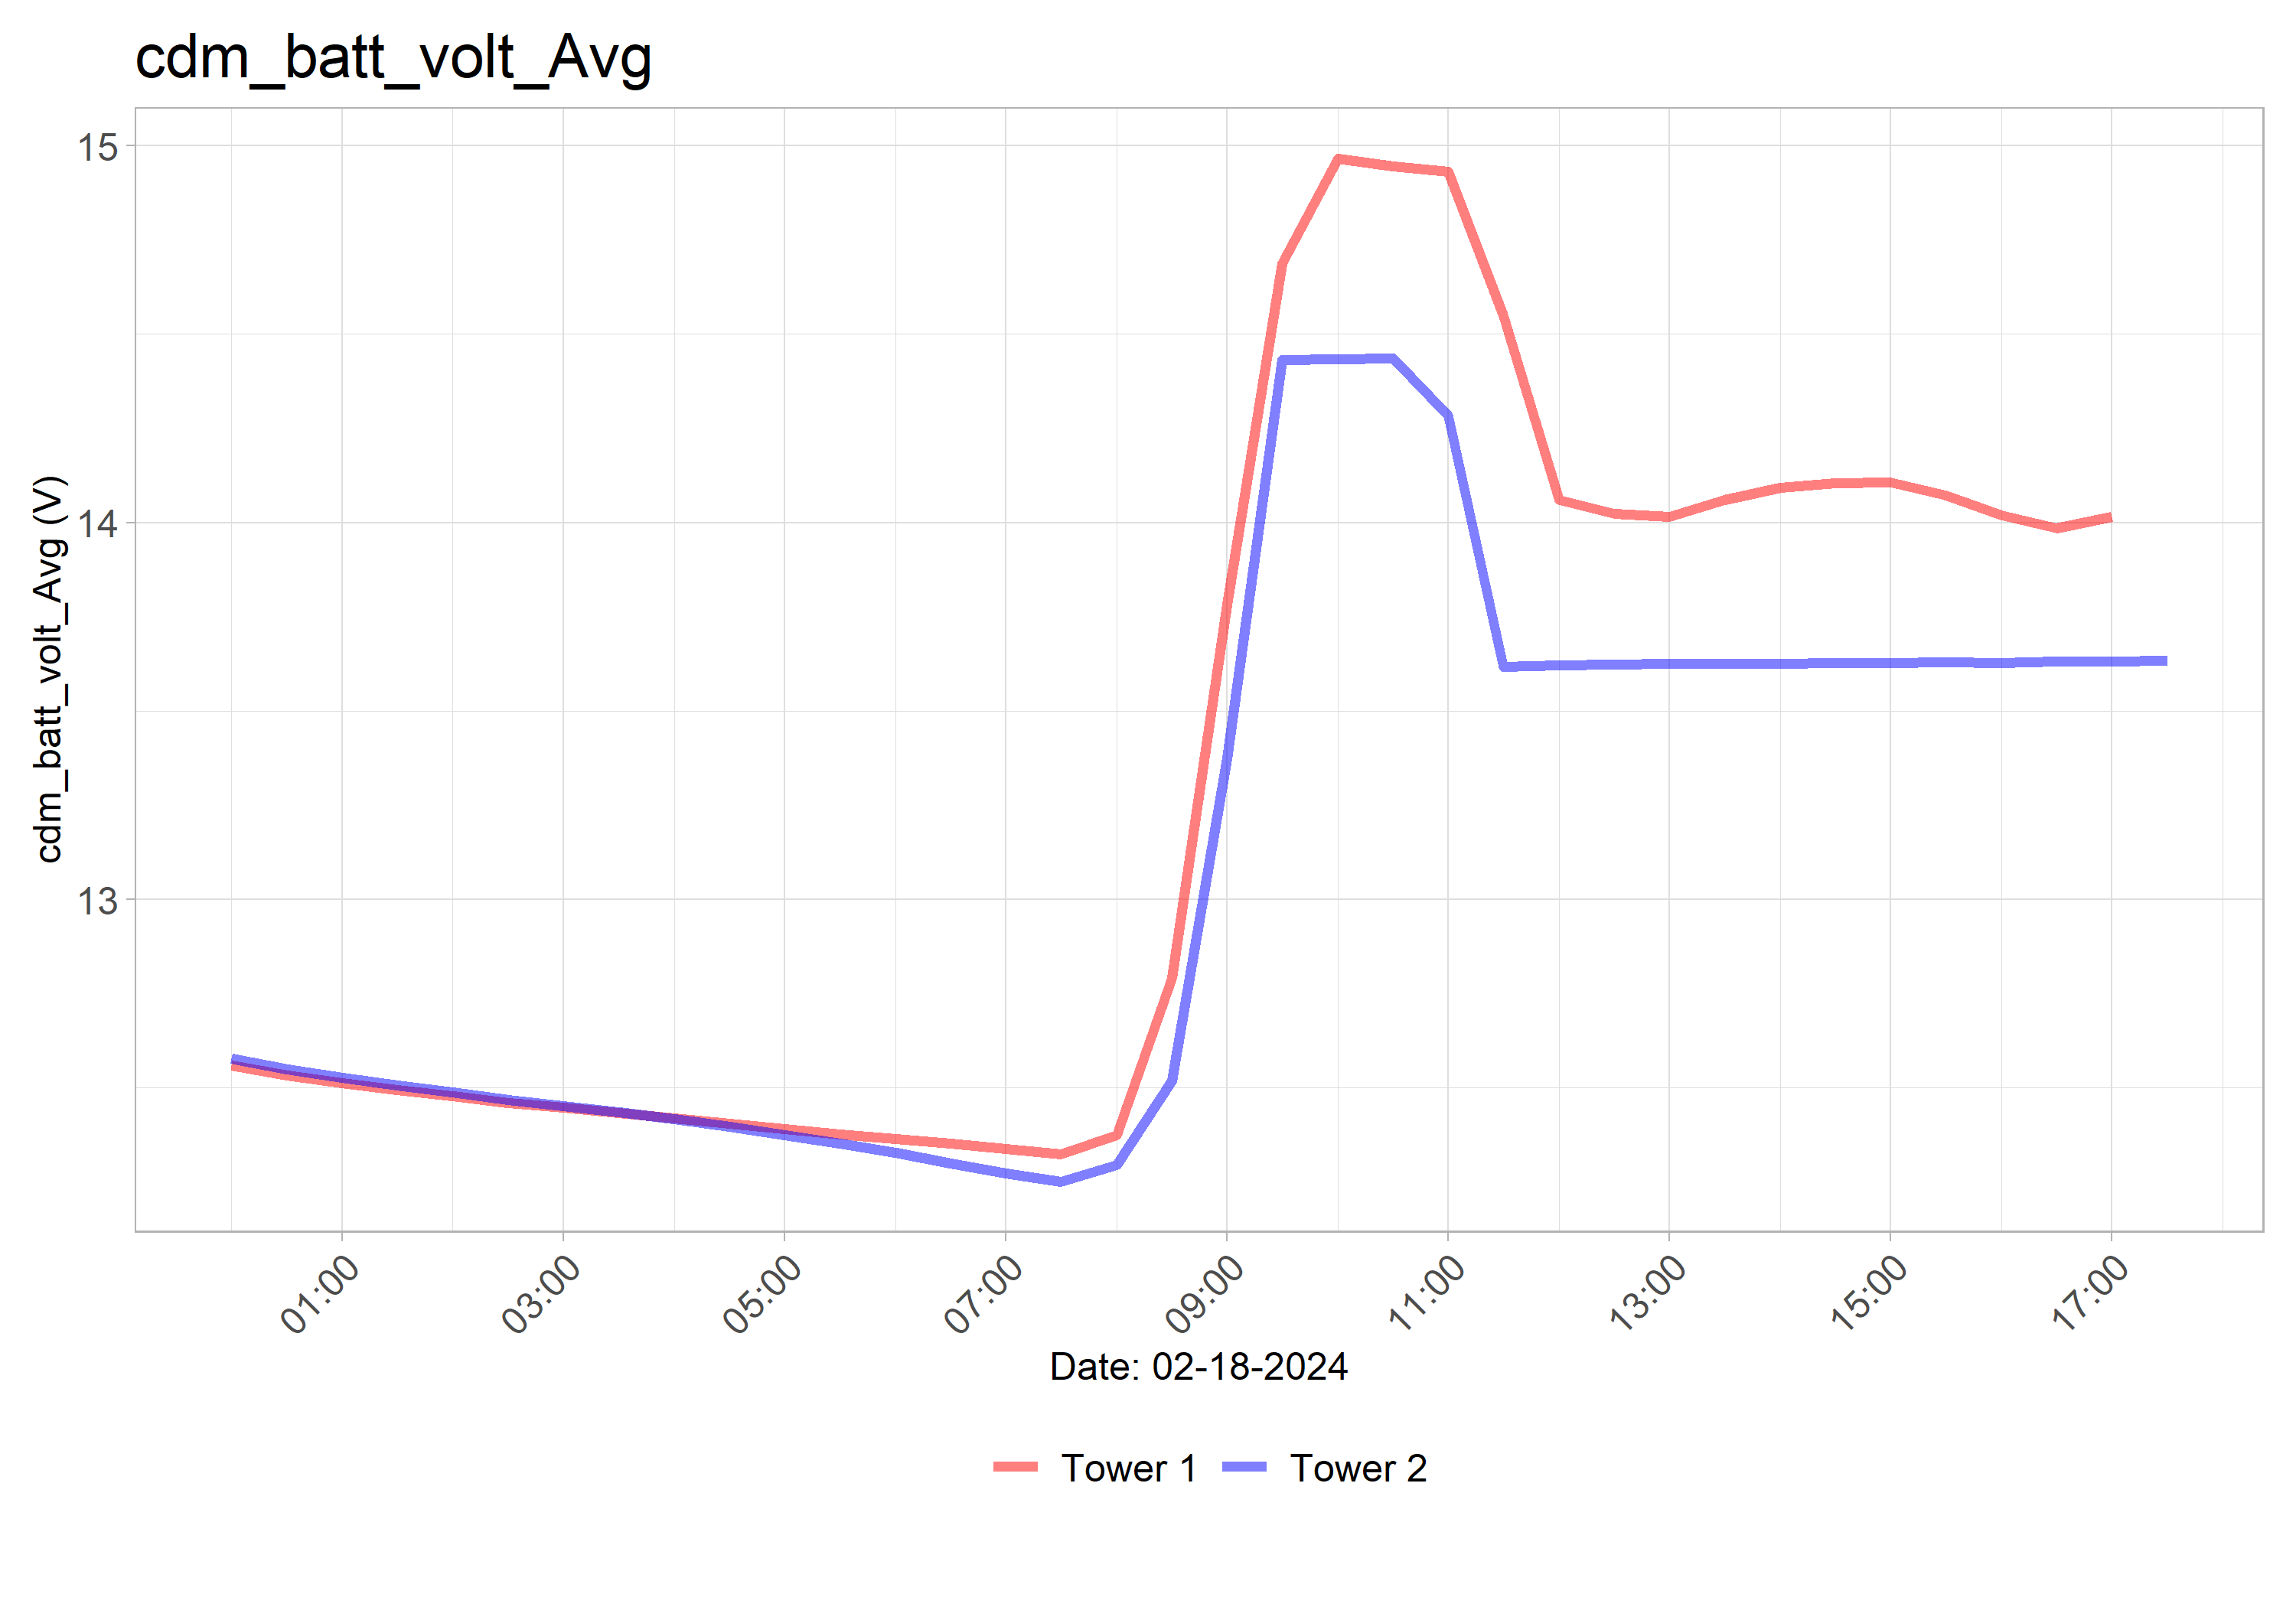 cdm_batt_volt_Avg
cdm_batt_volt_Avg (V)
15
14
13
01:00
03:00
05:00
07:00
09:00
11:00
13:00
15:00
17:00
Date: 02-18-2024
Tower 1
Tower 2